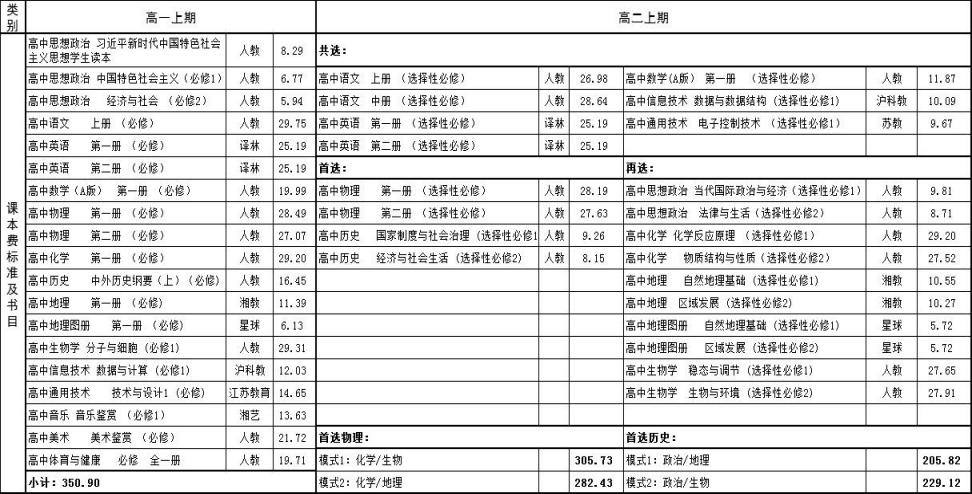 类别 高一上期 高二上期
课本费标准及书目
高中思想政治 习近平新时代中国特色社会
主义思想学生读本 人教 8.29 共选：
高中思想政治 中国特色社会主义（必修1） 人教 6.77 高中语文 上册 （选择性必修） 人教 26.98 高中数学(A版) 第一册 （选择性必修） 人教 11.87
高中思想政治 经济与社会 （必修2） 人教 5.94 高中语文 中册 （选择性必修） 人教 28.64 高中信息技术 数据与数据结构（选择性必修1） 沪科教 10.09
高中语文 上册 （必修） 人教 29.75 高中英语 第一册 （选择性必修） 译林 25.19 高中通用技术 电子控制技术 （选择性必修1） 苏教 9.67
高中英语 第一册 （必修） 译林 25.19 高中英语 第二册 （选择性必修） 译林 25.19
高中英语 第二册 （必修） 译林 25.19 首选： 再选：
高中数学（A版） 第一册 （必修） 人教 19.99 高中物理 第一册 （选择性必修） 人教 28.19 高中思想政治 当代国际政治与经济（选择性必修1） 人教 9.81
高中物理 第一册 （必修） 人教 28.49 高中物理 第二册 （选择性必修） 人教 27.63 高中思想政治 法律与生活（选择性必修2） 人教 8.71
高中物理 第二册 （必修） 人教 27.07 高中历史 国家制度与社会治理（选择性必修1 人教 9.26 高中化学 化学反应原理 （选择性必修1） 人教 29.20
高中化学 第一册 （必修） 人教 29.20 高中历史 经济与社会生活（选择性必修2） 人教 8.15 高中化学 物质结构与性质（选择性必修2） 人教 27.52
高中历史 中外历史纲要（上）（必修） 人教 16.45 高中地理 自然地理基础（选择性必修1） 湘教 10.55
高中地理 第一册 （必修） 湘教 11.39 高中地理 区域发展（选择性必修2） 湘教 10.27
高中地理图册 第一册（必修） 星球 6.13 高中地理图册 自然地理基础（选择性必修1） 星球 5.72
高中生物学 分子与细胞（必修1） 人教 29.31 高中地理图册 区域发展（选择性必修2） 星球 5.72
高中信息技术 数据与计算（必修1） 沪科教 12.03 高中生物学 稳态与调节（选择性必修1） 人教 27.65
高中通用技术 技术与设计1（必修） 江苏教育 14.65 高中生物学 生物与环境（选择性必修2） 人教 27.91
高中音乐 音乐鉴赏 （必修1） 湘艺 13.63
高中美术 美术鉴赏 （必修） 人教 21.72 首选物理： 首选历史：
高中体育与健康 必修 全一册 人教 19.71 模式1：化学/生物 305.73 模式1：政治/地理 205.82
小计：350.90 模式2：化学/地理 282.43 模式2：政治/生物 229.12